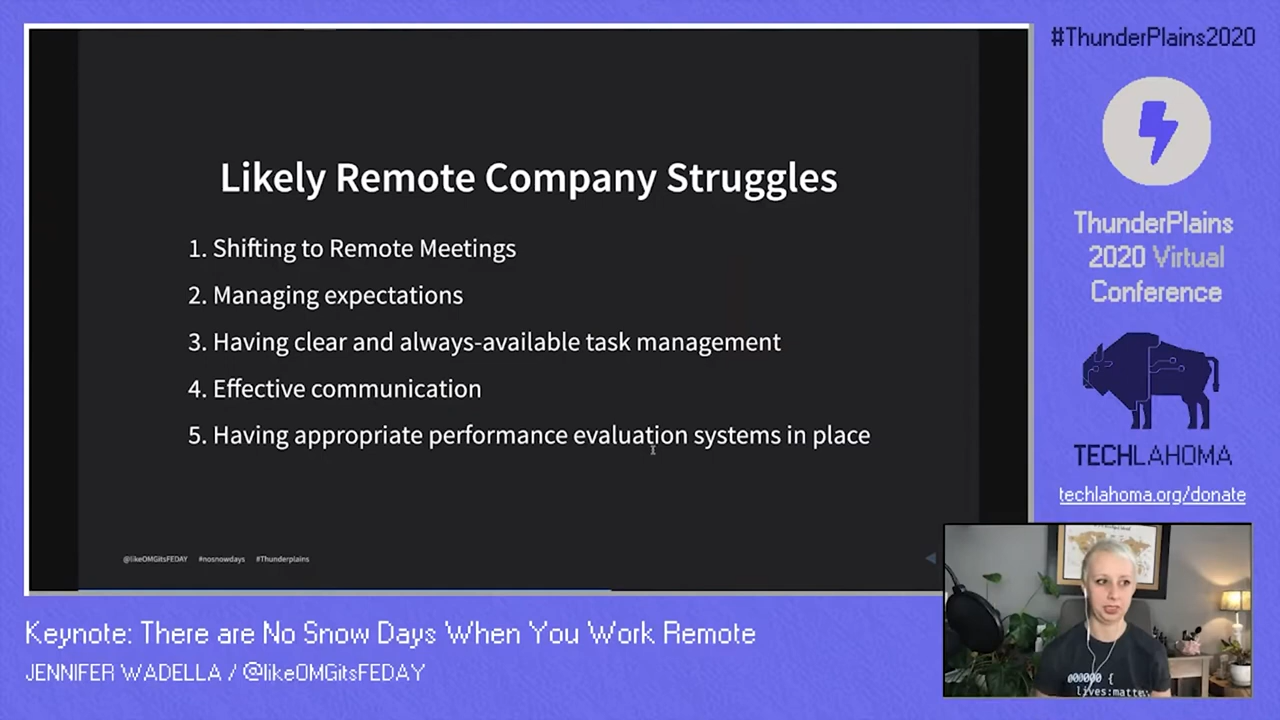 Likely Remote Company Struggles
1. Shifting to Remote Meetings
2. Managing expectations
3. Having clear and always-available task management
4. Effective communication
5. Having appropriate performance evaluation systems in place
@likeOMGitsFEDAY #nosnowdays #Thunderplains
#ThunderPlains2020
ThunderPlains
2020 Virtual
Conference
TECHLAHOMA
techlahoma.org/donate
Keynote: There are No Snow Days When You Work Remote
JENNIFER WADELLA / @likeOMGitsFEDAY
#000000 {